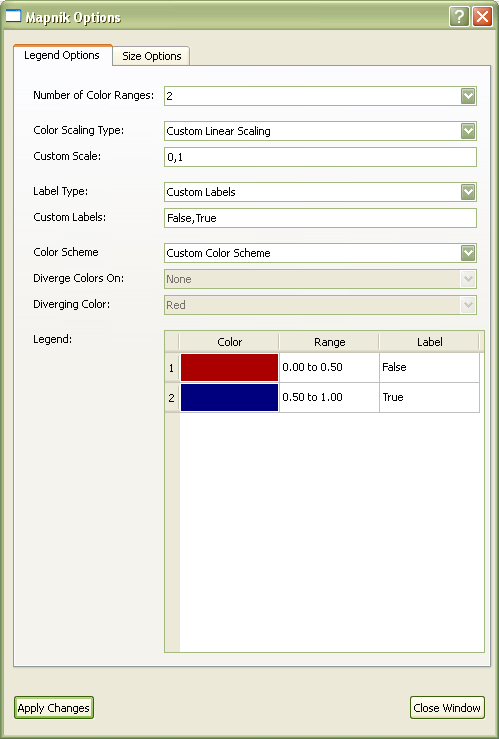 Mapnik Options
Legend Options Size Options
Number of Color Ranges: 2
Color Scaling Type: Custom Linear Scaling
Custom Scale: 0,1
Label Type: Custom Labels
Custom Labels: False,True
Color Scheme Custom Color Scheme
Diverge Colors On: None
Diverging Color: Red
Legend:
Color Range Label
1 0.00 to 0.50 False
2 0.50 to 1.00 True
Apply Changes Close Window